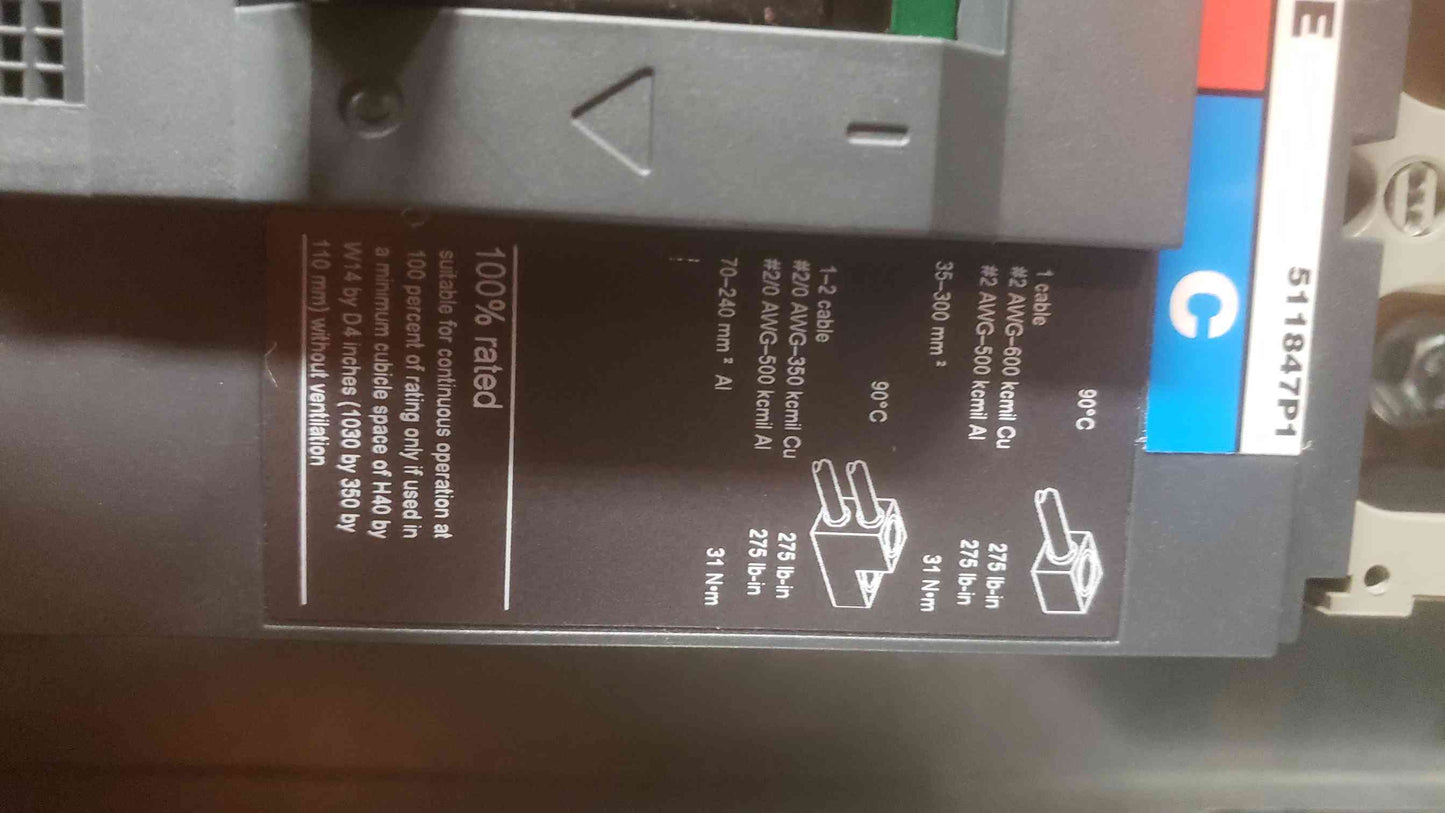 E
511847P1
C
90°C
1 cable
#2 AWG–600 kcmil Cu
275 lb-in
#2 AWG–500 kcmil Al
275 lb-in
35–300 mm ²
31 N•m
90°C
1–2 cable
#2/0 AWG–350 kcmil Cu
275 lb-in
#2/0 AWG–500 kcmil Al
275 lb-in
70–240 mm ² Al
31 N•m
100% rated
suitable for continuous operation at
100 percent of rating only if used in
a minimum cubicle space of H40 by
W14 by D4 inches (1030 by 350 by
110 mm) without ventilation